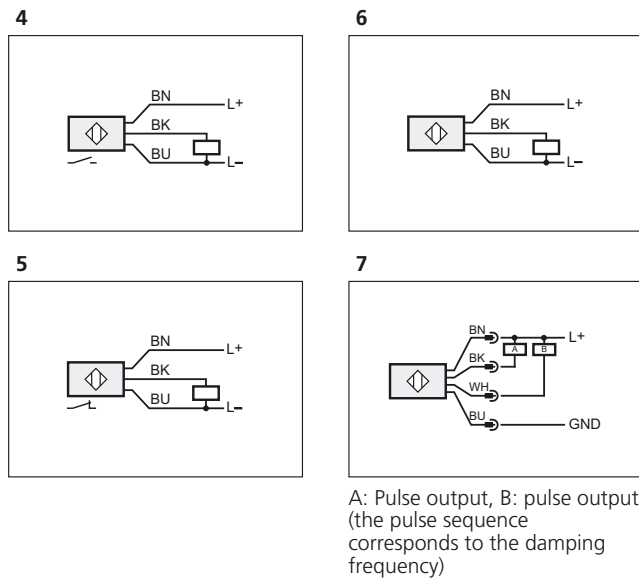 4
BN
L+
BK
BU
L–
6
BN
L+
BK
BU
L–
5
BN
L+
BK
BU
L–
7
BN
L+
A
B
BK
WH
BU
GND
A: Pulse output, B: pulse output
(the pulse sequence
corresponds to the damping
frequency)